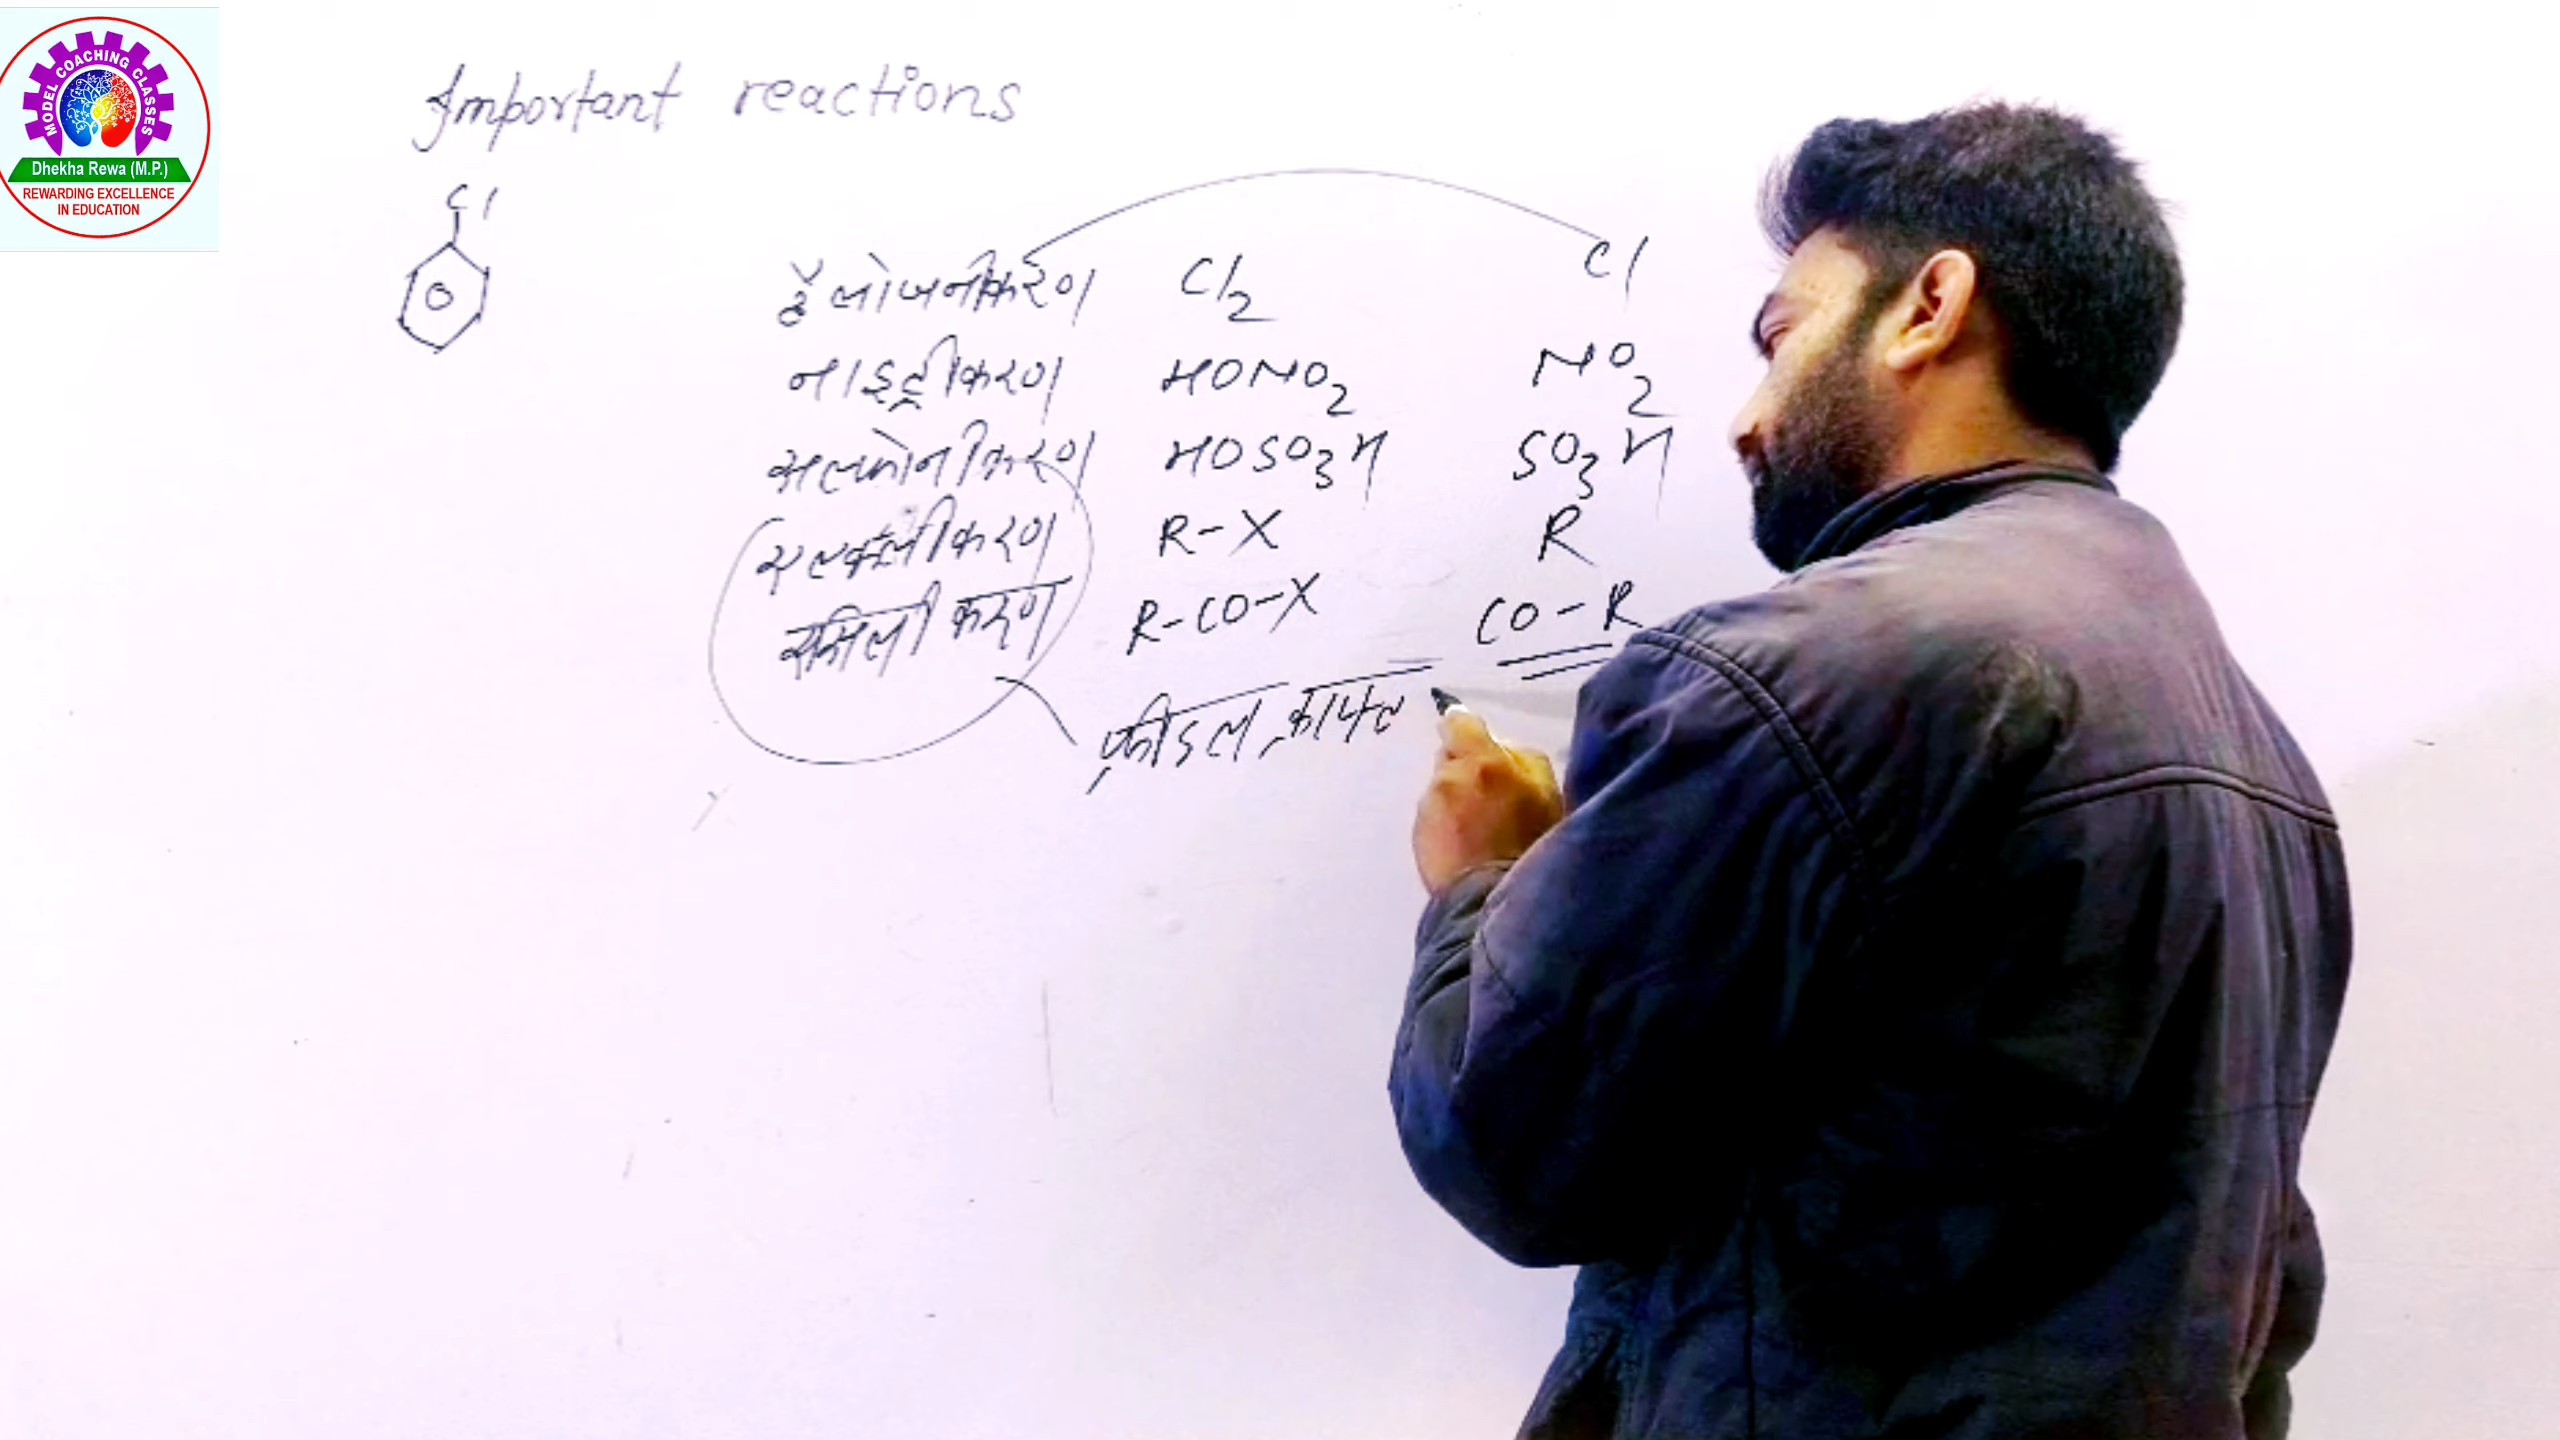 MODEL COACHING CLASSES
Dhekha Rewa (M.P.)
REWARDING EXCELLENCE
IN EDUCATION
Important reactions
Cl
हैलोजनीकरण Cl2 Cl
नाइट्रीकरण HONO2 NO2
सल्फोनीकरण HOSO3H SO3H
एल्कलीकरण R-X R
एसिलीकरण R-CO-X CO-R
फ्रीडल क्राफ्ट